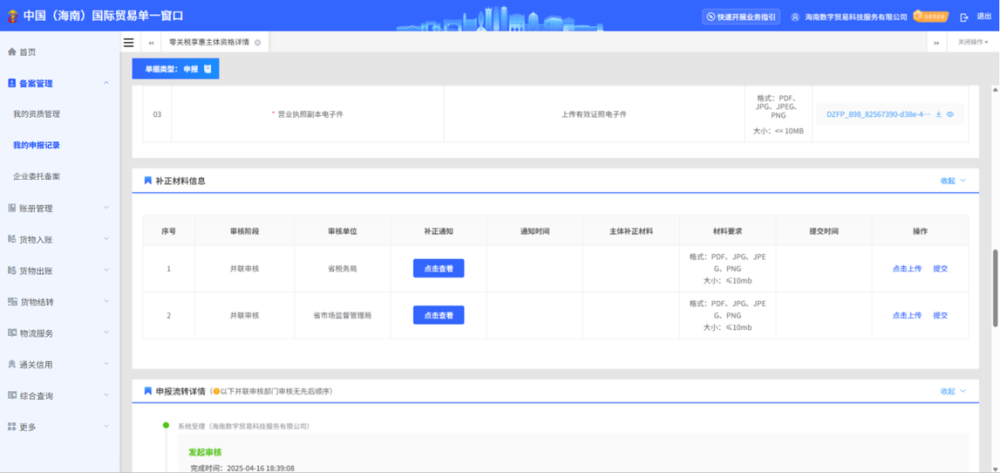 中国（海南）国际贸易单一窗口
快速开展业务指引
海南数字贸易科技服务有限公司
退出
零关税享惠主体资格详情
关闭操作
首页
备案管理
我的资质管理
我的申报记录
企业委托备案
账册管理
货物入账
货物出账
货物结转
物流服务
通关信用
综合查询
更多
单据类型：申报
03 * 营业执照副本电子件 上传有效证照电子件 格式：PDF、JPG、JPEG、PNG 大小：<= 10MB DZFP_898_82567390-d38e-4···
补正材料信息 收起
序号 审核阶段 审核单位 补正通知 通知时间 主体补正材料 材料要求 提交时间 操作
1 并联审核 省税务局 点击查看 格式：PDF、JPG、JPEG、PNG 大小：≤10mb 点击上传 提交
2 并联审核 省市场监督管理局 点击查看 格式：PDF、JPG、JPEG、PNG 大小：≤10mb 点击上传 提交
申报流转详情（以下并联审核部门审核无先后顺序） 收起
系统受理（海南数字贸易科技服务有限公司）
发起审核
完成时间：2025-04-16 18:39:08